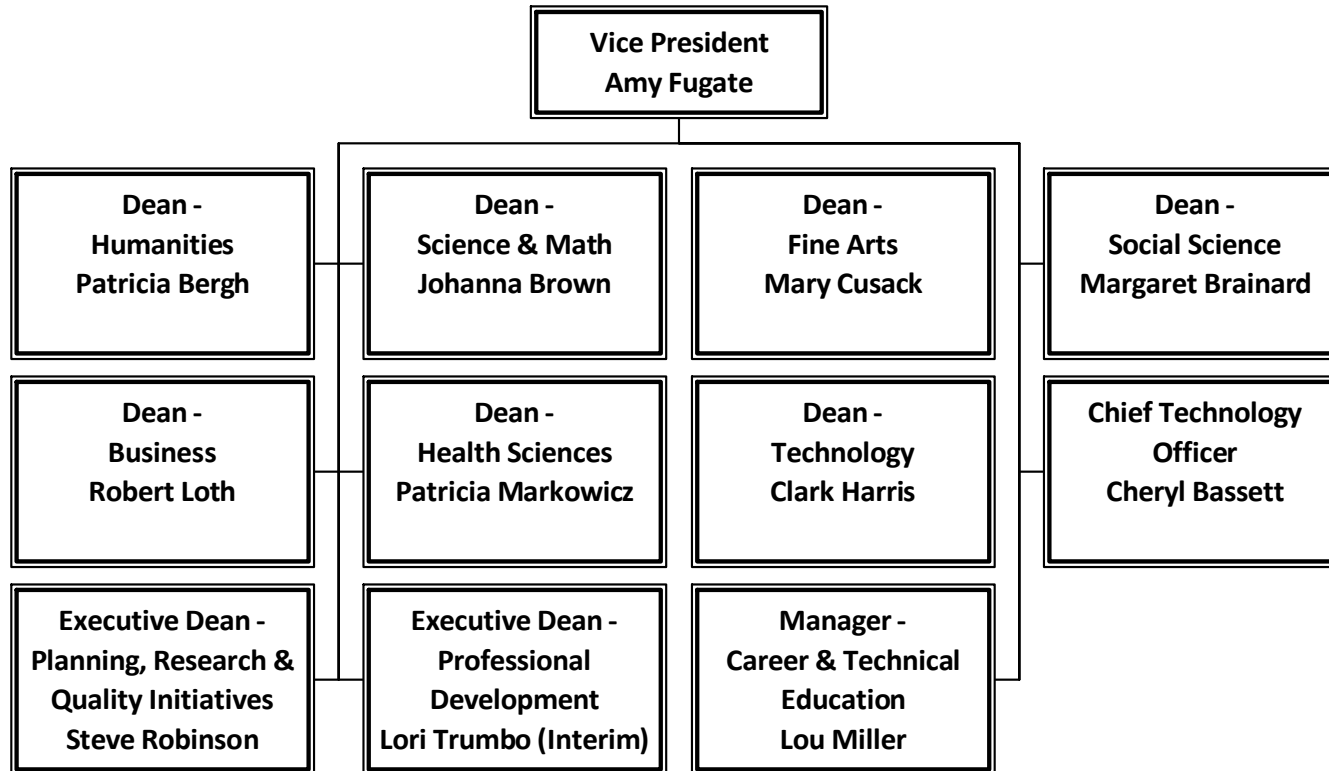 Vice President
Amy Fugate
Dean -
Humanities
Patricia Bergh
Dean -
Science & Math
Johanna Brown
Dean -
Fine Arts
Mary Cusack
Dean -
Social Science
Margaret Brainard
Dean -
Business
Robert Loth
Dean -
Health Sciences
Patricia Markowicz
Dean -
Technology
Clark Harris
Chief Technology
Officer
Cheryl Bassett
Executive Dean -
Planning, Research &
Quality Initiatives
Steve Robinson
Executive Dean -
Professional
Development
Lori Trumbo (Interim)
Manager -
Career & Technical
Education
Lou Miller